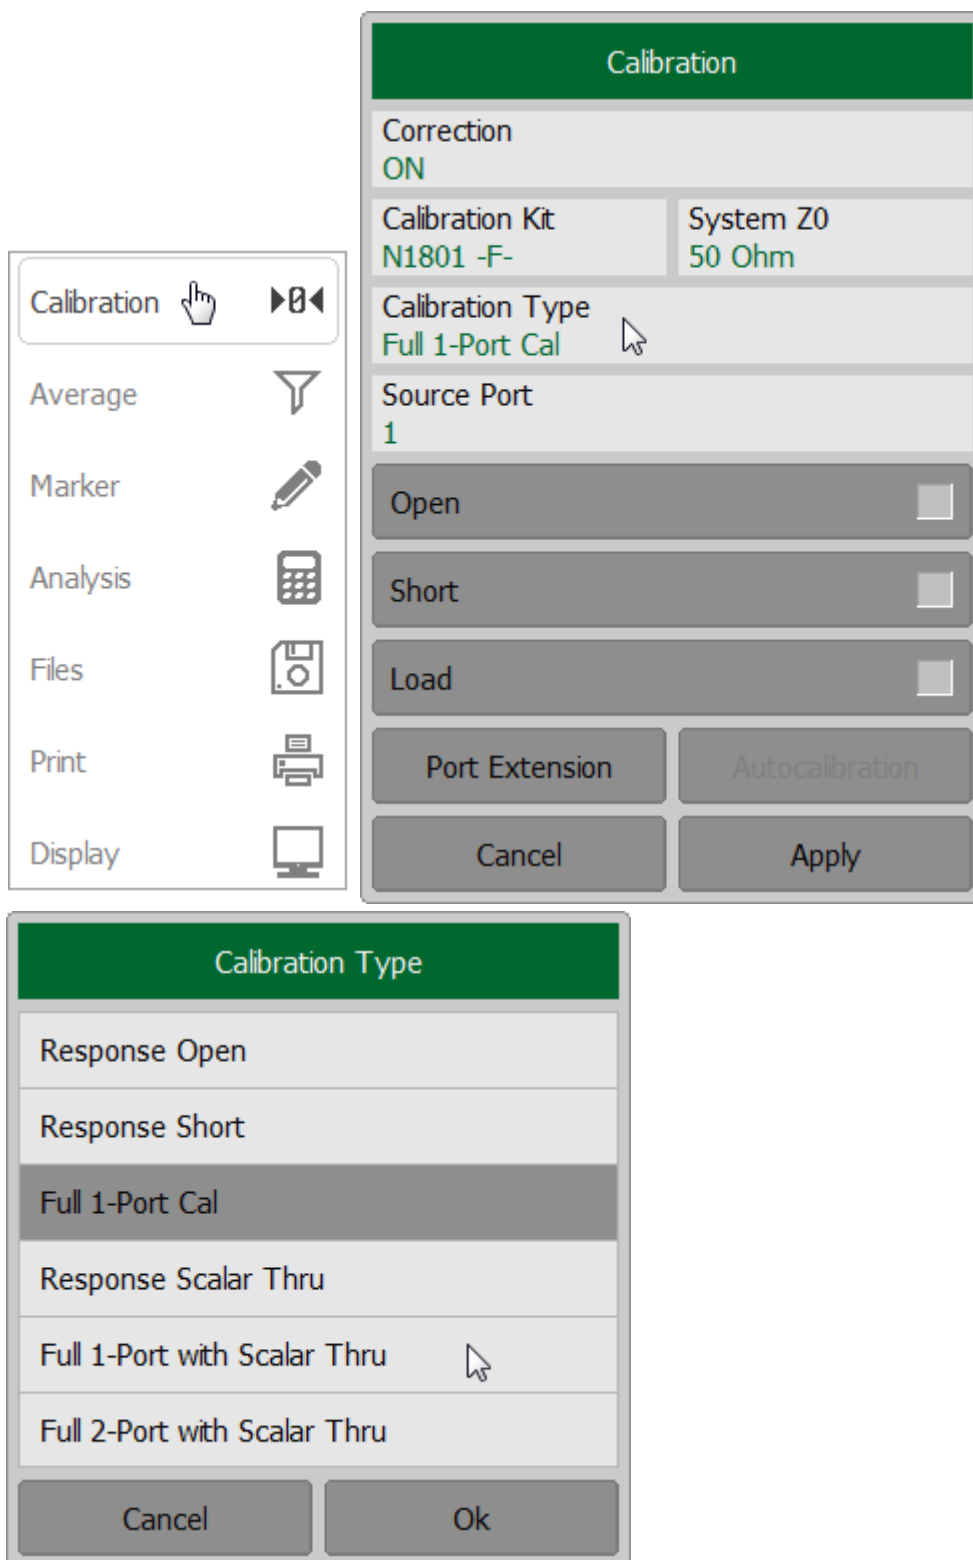 Calibration
▶0◀
Average
Marker
Analysis
Files
Print
Display
Calibration
Correction
ON
Calibration Kit
N1801 -F-
System Z0
50 Ohm
Calibration Type
Full 1-Port Cal
Source Port
1
Open
Short
Load
Port Extension
Autocalibration
Cancel
Apply
Calibration Type
Response Open
Response Short
Full 1-Port Cal
Response Scalar Thru
Full 1-Port with Scalar Thru
Full 2-Port with Scalar Thru
Cancel
Ok